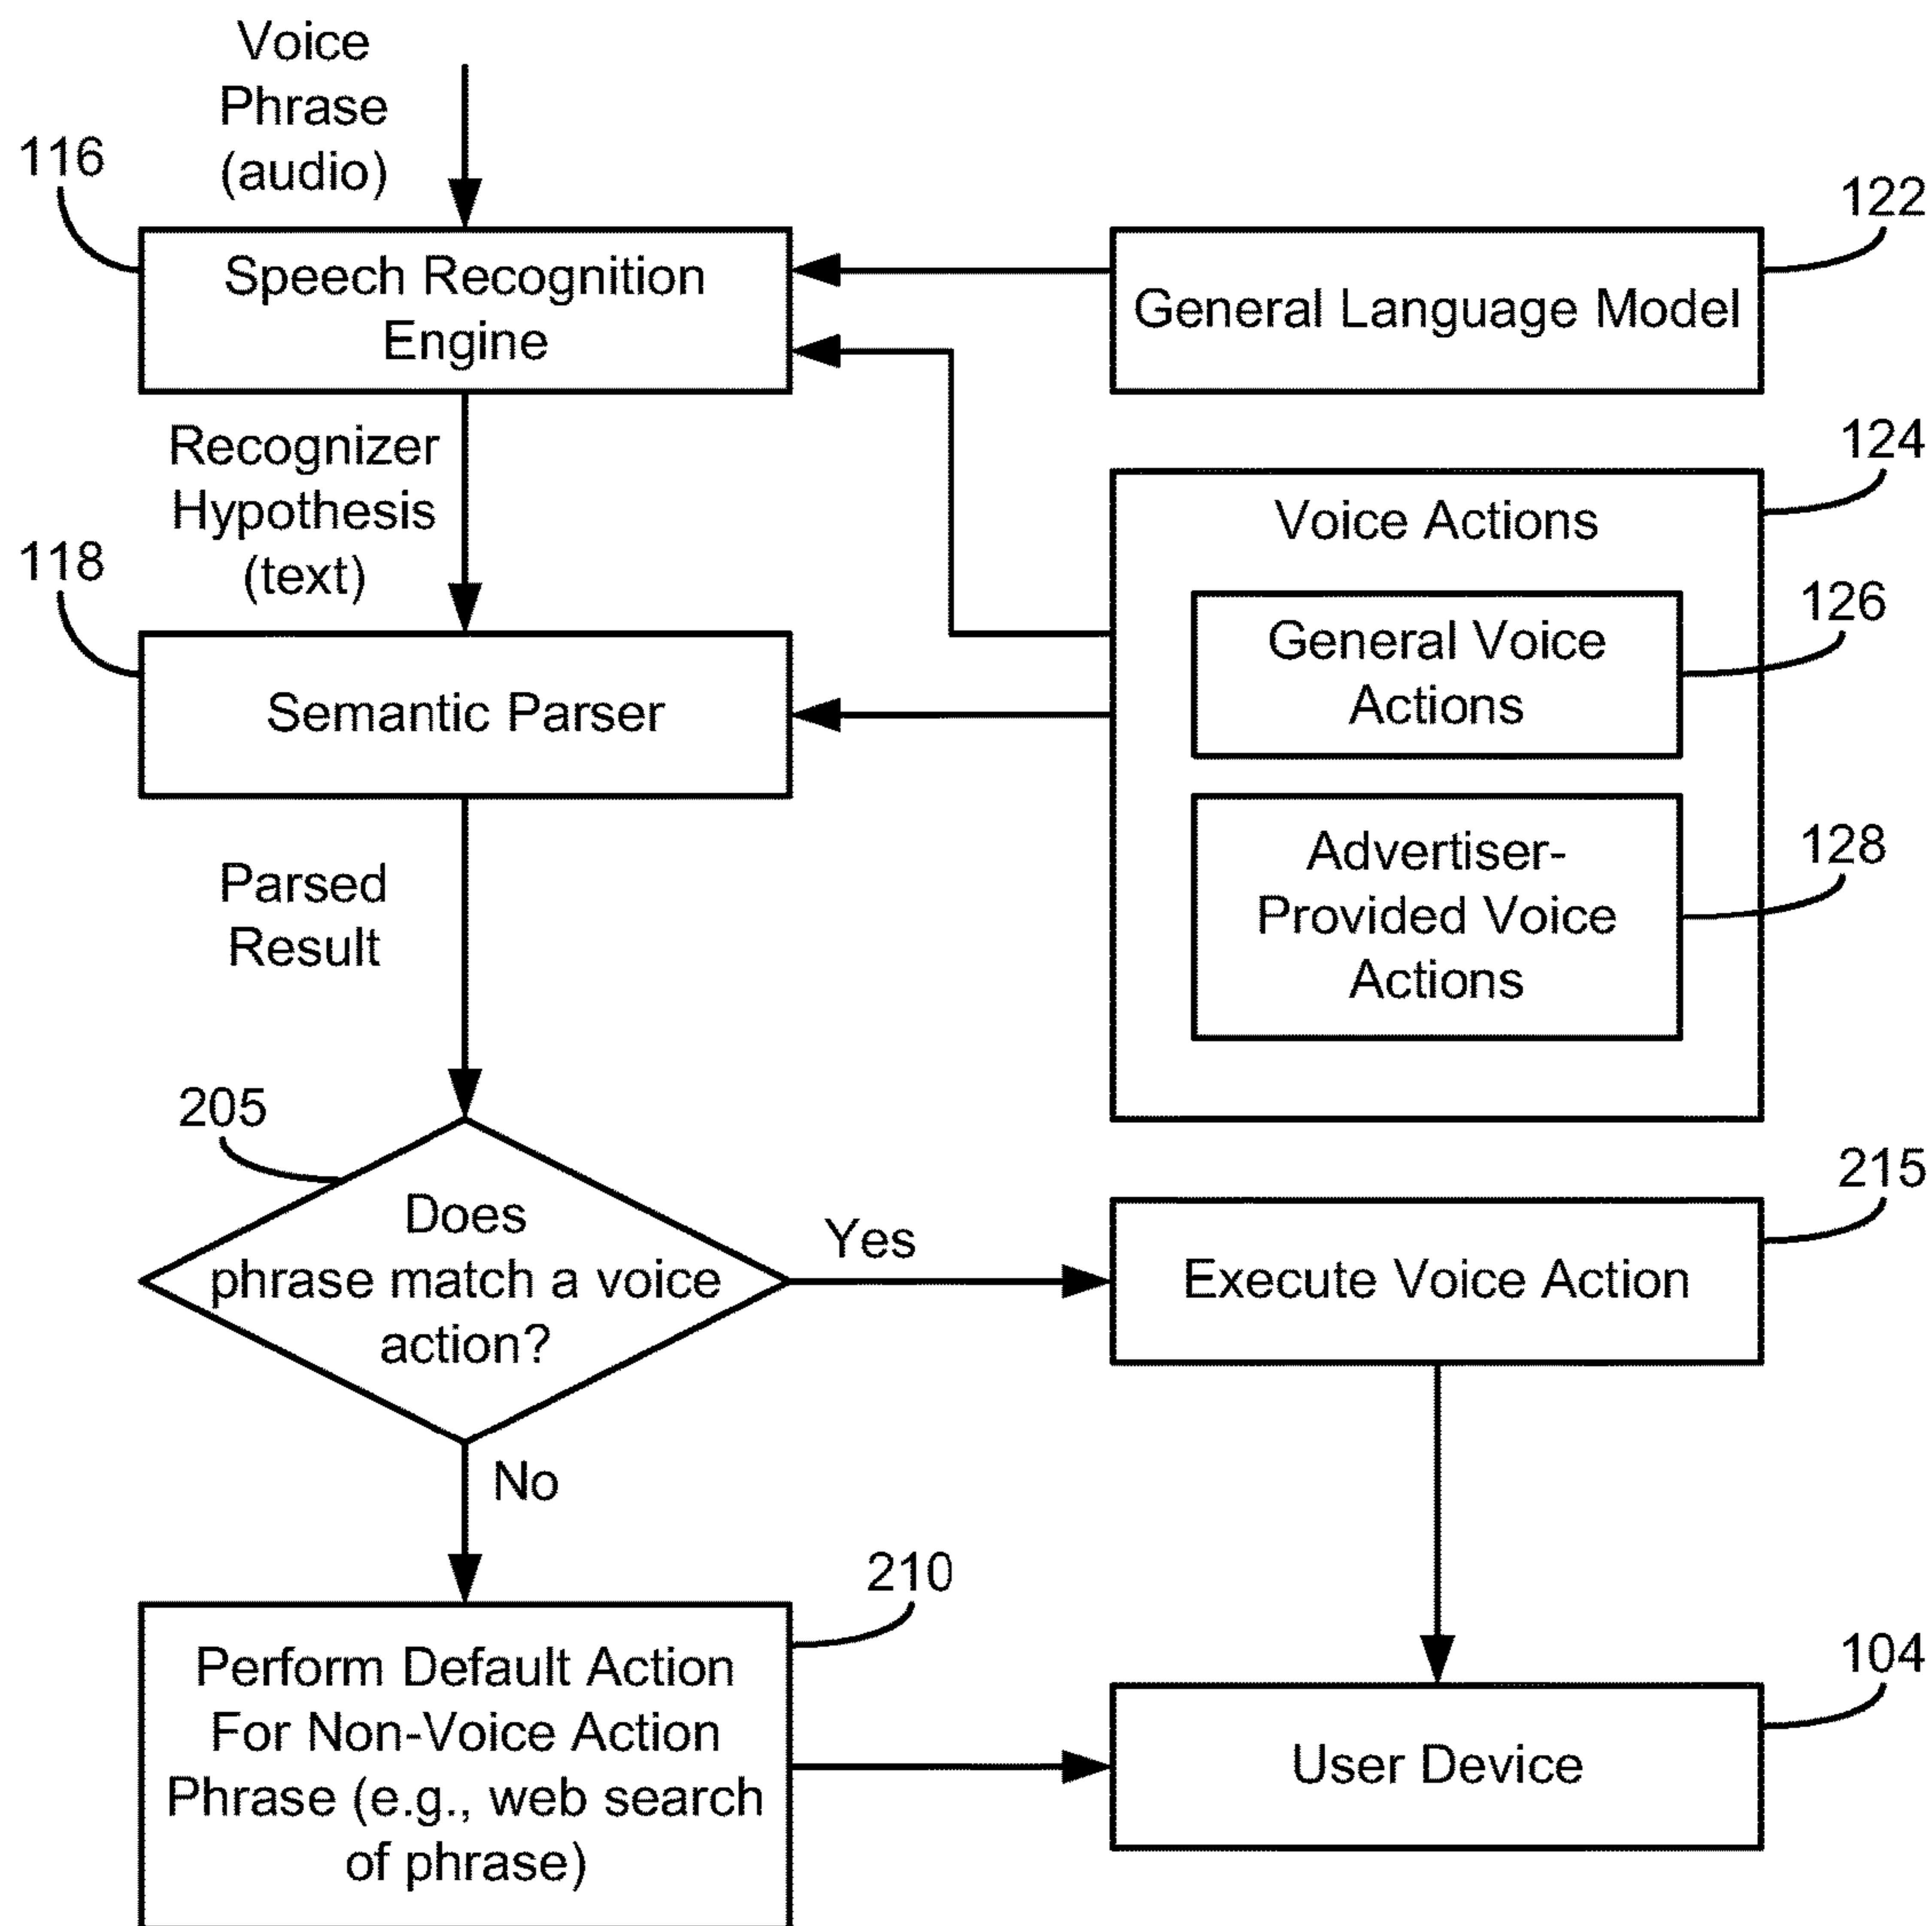 Voice
Phrase
(audio)
116
Speech Recognition
Engine
122
General Language Model
Recognizer
Hypothesis
(text)
124
Voice Actions
118
Semantic Parser
126
General Voice
Actions
128
Advertiser-
Provided Voice
Actions
Parsed
Result
205
Does
phrase match a voice
action?
Yes
215
Execute Voice Action
No
210
Perform Default Action
For Non-Voice Action
Phrase (e.g., web search
of phrase)
104
User Device